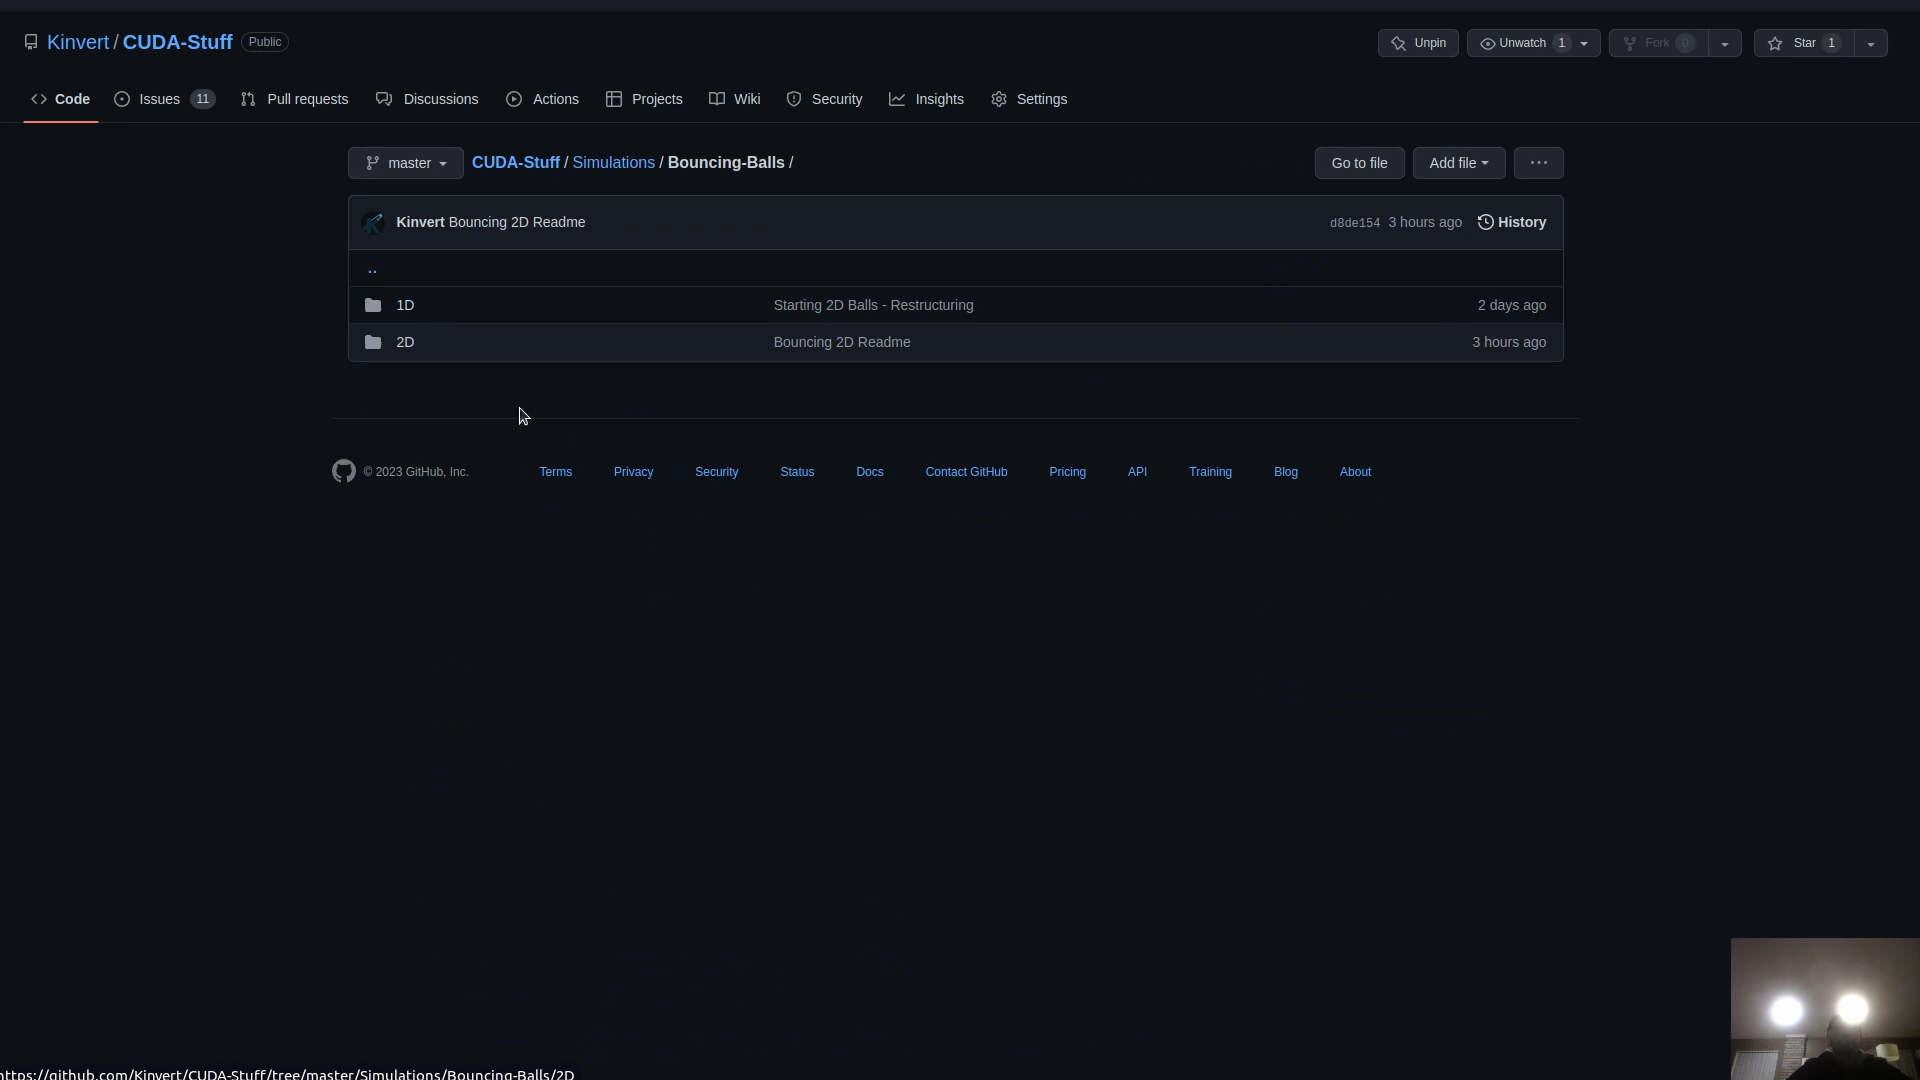 Kinvert / CUDA-Stuff Public
Unpin Unwatch 1 Fork 0 Star 1
Code Issues 11 Pull requests Discussions Actions Projects Wiki Security Insights Settings
master CUDA-Stuff / Simulations / Bouncing-Balls / Go to file Add file ...
Kinvert Bouncing 2D Readme d8de154 3 hours ago History
..
1D Starting 2D Balls - Restructuring 2 days ago
2D Bouncing 2D Readme 3 hours ago
© 2023 GitHub, Inc. Terms Privacy Security Status Docs Contact GitHub Pricing API Training Blog About
https://github.com/Kinvert/CUDA-Stuff/tree/master/Simulations/Bouncing-Balls/2D